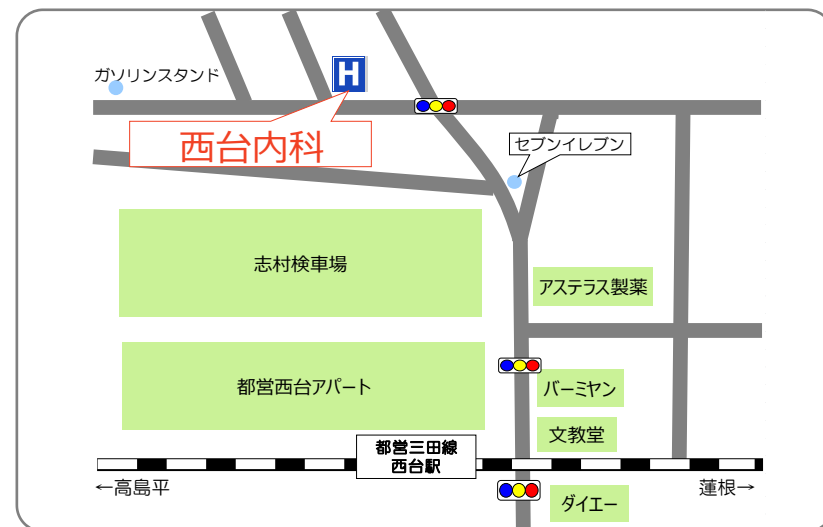 ガソリンスタンド
H
西台内科
セブンイレブン
志村検車場
アステラス製薬
都営西台アパート
バーミヤン
文教堂
都営三田線
西台駅
←高島平
蓮根→
ダイエー